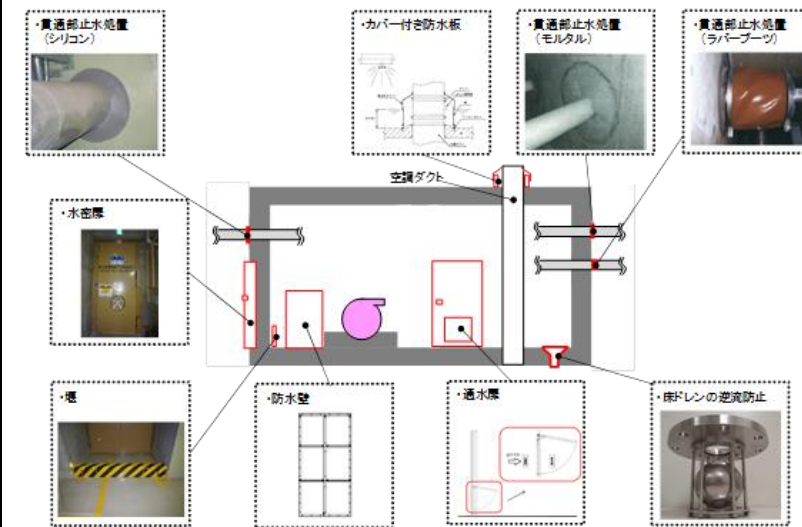 ・貫通部止水処置
(シリコン)
・カバー付き防水板
・貫通部止水処置
(モルタル)
・貫通部止水処置
(ラバーブーツ)
空調ダクト
・水密扉
・堰
・防水壁
・通水扉
・床ドレンの逆流防止